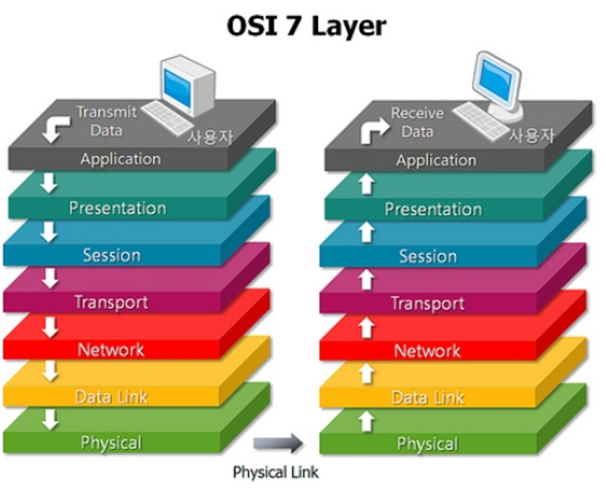 OSI 7 Layer
Transmit
Data
사용자
Application
Presentation
Session
Transport
Network
Data Link
Physical
Receive
Data
사용자
Application
Presentation
Session
Transport
Network
Data Link
Physical
Physical Link